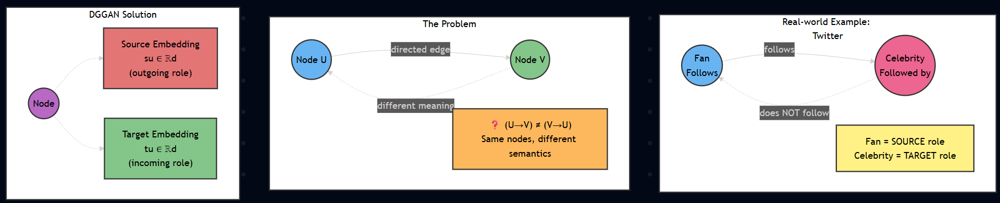 DGGAN Solution
Source Embedding
su ∈ ℝd
(outgoing role)
Node
Target Embedding
tu ∈ ℝd
(incoming role)
The Problem
Node U
directed edge
Node V
different meaning
❓ (U→V) ≠ (V→U)
Same nodes, different
semantics
Real-world Example:
Twitter
Fan
Follows
follows
Celebrity
Followed by
does NOT follow
Fan = SOURCE role
Celebrity = TARGET role